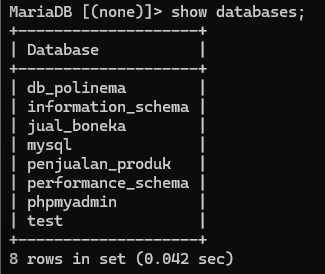 MariaDB [(none)]> show databases;
+--------------------+
| Database           |
+--------------------+
| db_polinema        |
| information_schema |
| jual_boneka        |
| mysql              |
| penjualan_produk   |
| performance_schema |
| phpmyadmin         |
| test               |
+--------------------+
8 rows in set (0.042 sec)